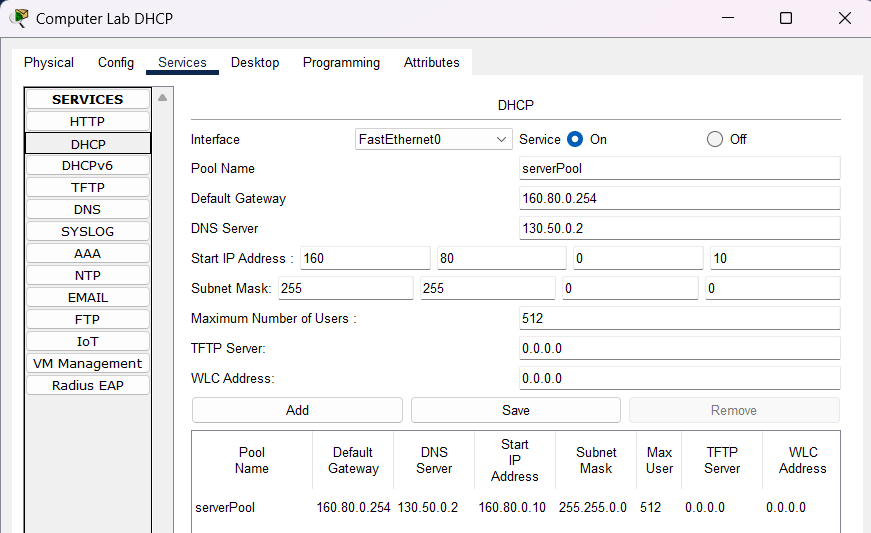 Computer Lab DHCP
Physical Config Services Desktop Programming Attributes
SERVICES
HTTP
DHCP
DHCPv6
TFTP
DNS
SYSLOG
AAA
NTP
EMAIL
FTP
IoT
VM Management
Radius EAP
DHCP
Interface FastEthernet0 Service On Off
Pool Name serverPool
Default Gateway 160.80.0.254
DNS Server 130.50.0.2
Start IP Address : 160 80 0 10
Subnet Mask: 255 255 0 0
Maximum Number of Users : 512
TFTP Server: 0.0.0.0
WLC Address: 0.0.0.0
Add Save Remove
Pool Name Default Gateway DNS Server Start IP Address Subnet Mask Max User TFTP Server WLC Address
serverPool 160.80.0.254 130.50.0.2 160.80.0.10 255.255.0.0 512 0.0.0.0 0.0.0.0